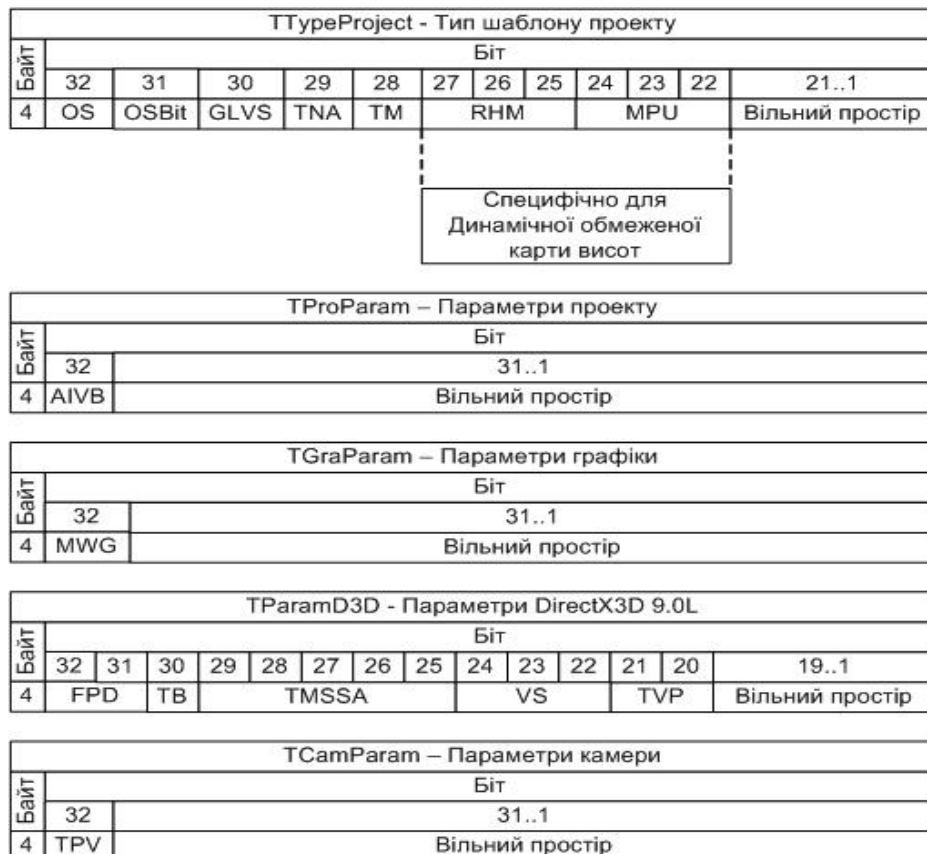 TTypeProject - Тип шаблону проекту
Байт
Біт
32 31 30 29 28 27 26 25 24 23 22 21..1
4 OS OSBit GLVS TNA TM RHM MPU Вільний простір
Специфічно для
Динамічної обмеженої
карти висот
TProParam – Параметри проекту
Байт
Біт
32 31..1
4 AIVB Вільний простір
TGraParam – Параметри графіки
Байт
Біт
32 31..1
4 MWG Вільний простір
TParamD3D - Параметри DirectX3D 9.0L
Байт
Біт
32 31 30 29 28 27 26 25 24 23 22 21 20 19..1
4 FPD TB TMSSA VS TVP Вільний простір
TCamParam – Параметри камери
Байт
Біт
32 31..1
4 TPV Вільний простір